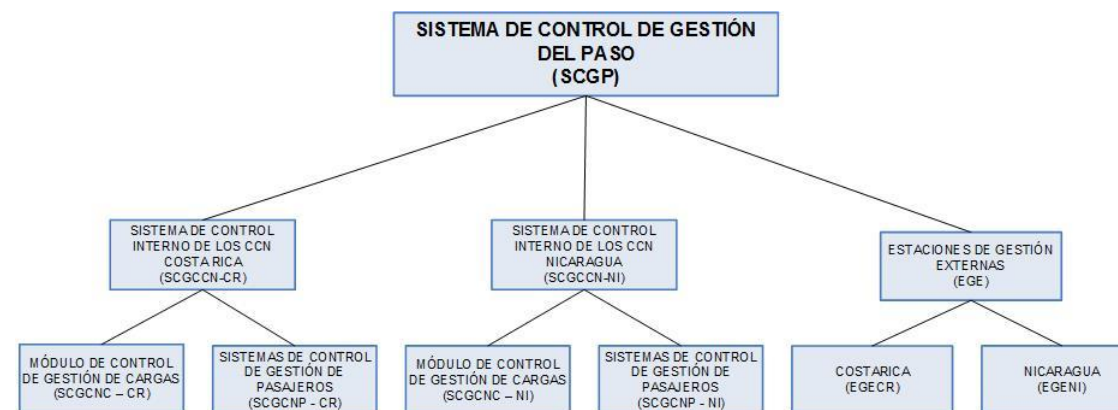 SISTEMA DE CONTROL DE GESTIÓN
DEL PASO
(SCGP)
SISTEMA DE CONTROL
INTERNO DE LOS CCN
COSTA RICA
(SCGCCN-CR)
SISTEMA DE CONTROL
INTERNO DE LOS CCN
NICARAGUA
(SCGCCN-NI)
ESTACIONES DE GESTIÓN
EXTERNAS
(EGE)
MÓDULO DE CONTROL
DE GESTIÓN DE CARGAS
(SCGCNC – CR)
SISTEMAS DE CONTROL
DE GESTIÓN DE
PASAJEROS
(SCGCNP - CR)
MÓDULO DE CONTROL
DE GESTIÓN DE CARGAS
(SCGCNC – NI)
SISTEMAS DE CONTROL
DE GESTIÓN DE
PASAJEROS
(SCGCNP - NI)
COSTARICA
(EGECR)
NICARAGUA
(EGENI)